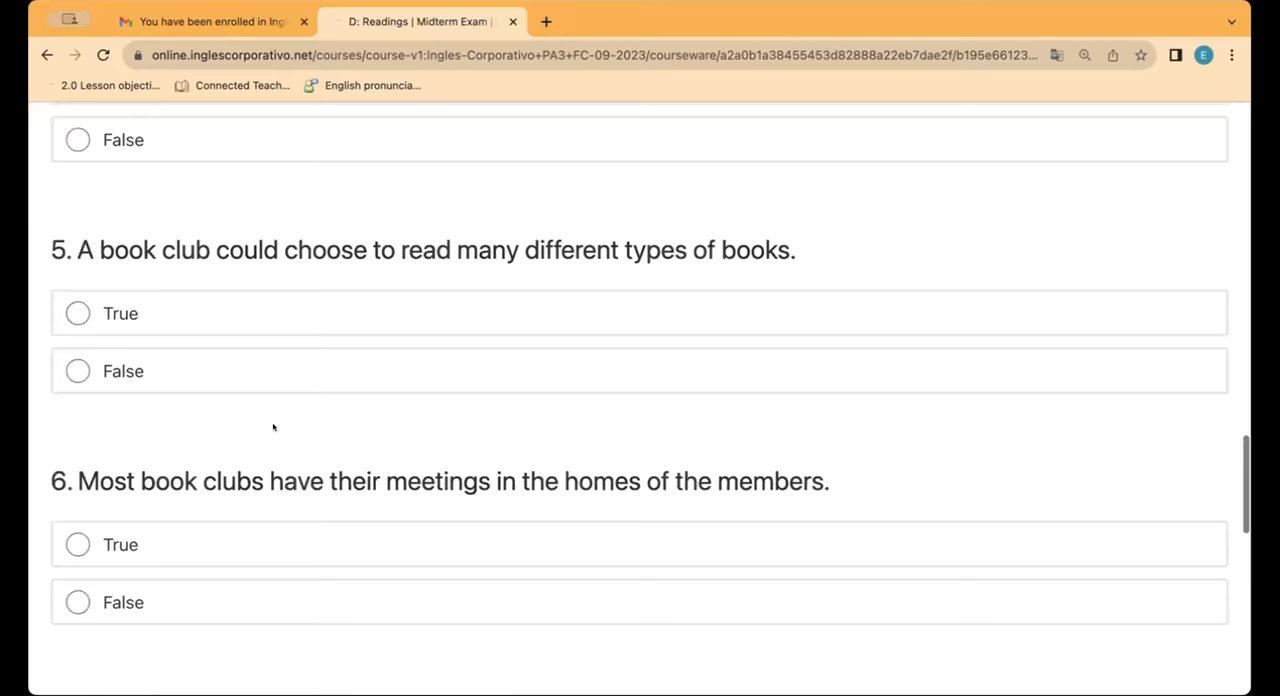 You have been enrolled in Ing
D: Readings | Midterm Exam |
online.inglescorporativo.net/courses/course-v1:Ingles-Corporativo+PA3+FC-09-2023/courseware/a2a0b1a38455453d82888a22eb7dae2f/b195e66123...
E
2.0 Lesson objecti...
Connected Teach...
English pronuncia...
False
5. A book club could choose to read many different types of books.
True
False
6. Most book clubs have their meetings in the homes of the members.
True
False